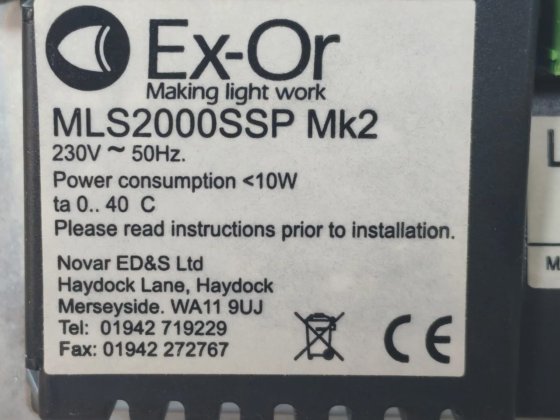 Ex-Or
Making light work
MLS2000SSP Mk2
230V ~ 50Hz.
Power consumption <10W
ta 0.. 40 C
Please read instructions prior to installation.
Novar ED&S Ltd
Haydock Lane, Haydock
Merseyside. WA11 9UJ
Tel: 01942 719229
Fax: 01942 272767
CE
L
M